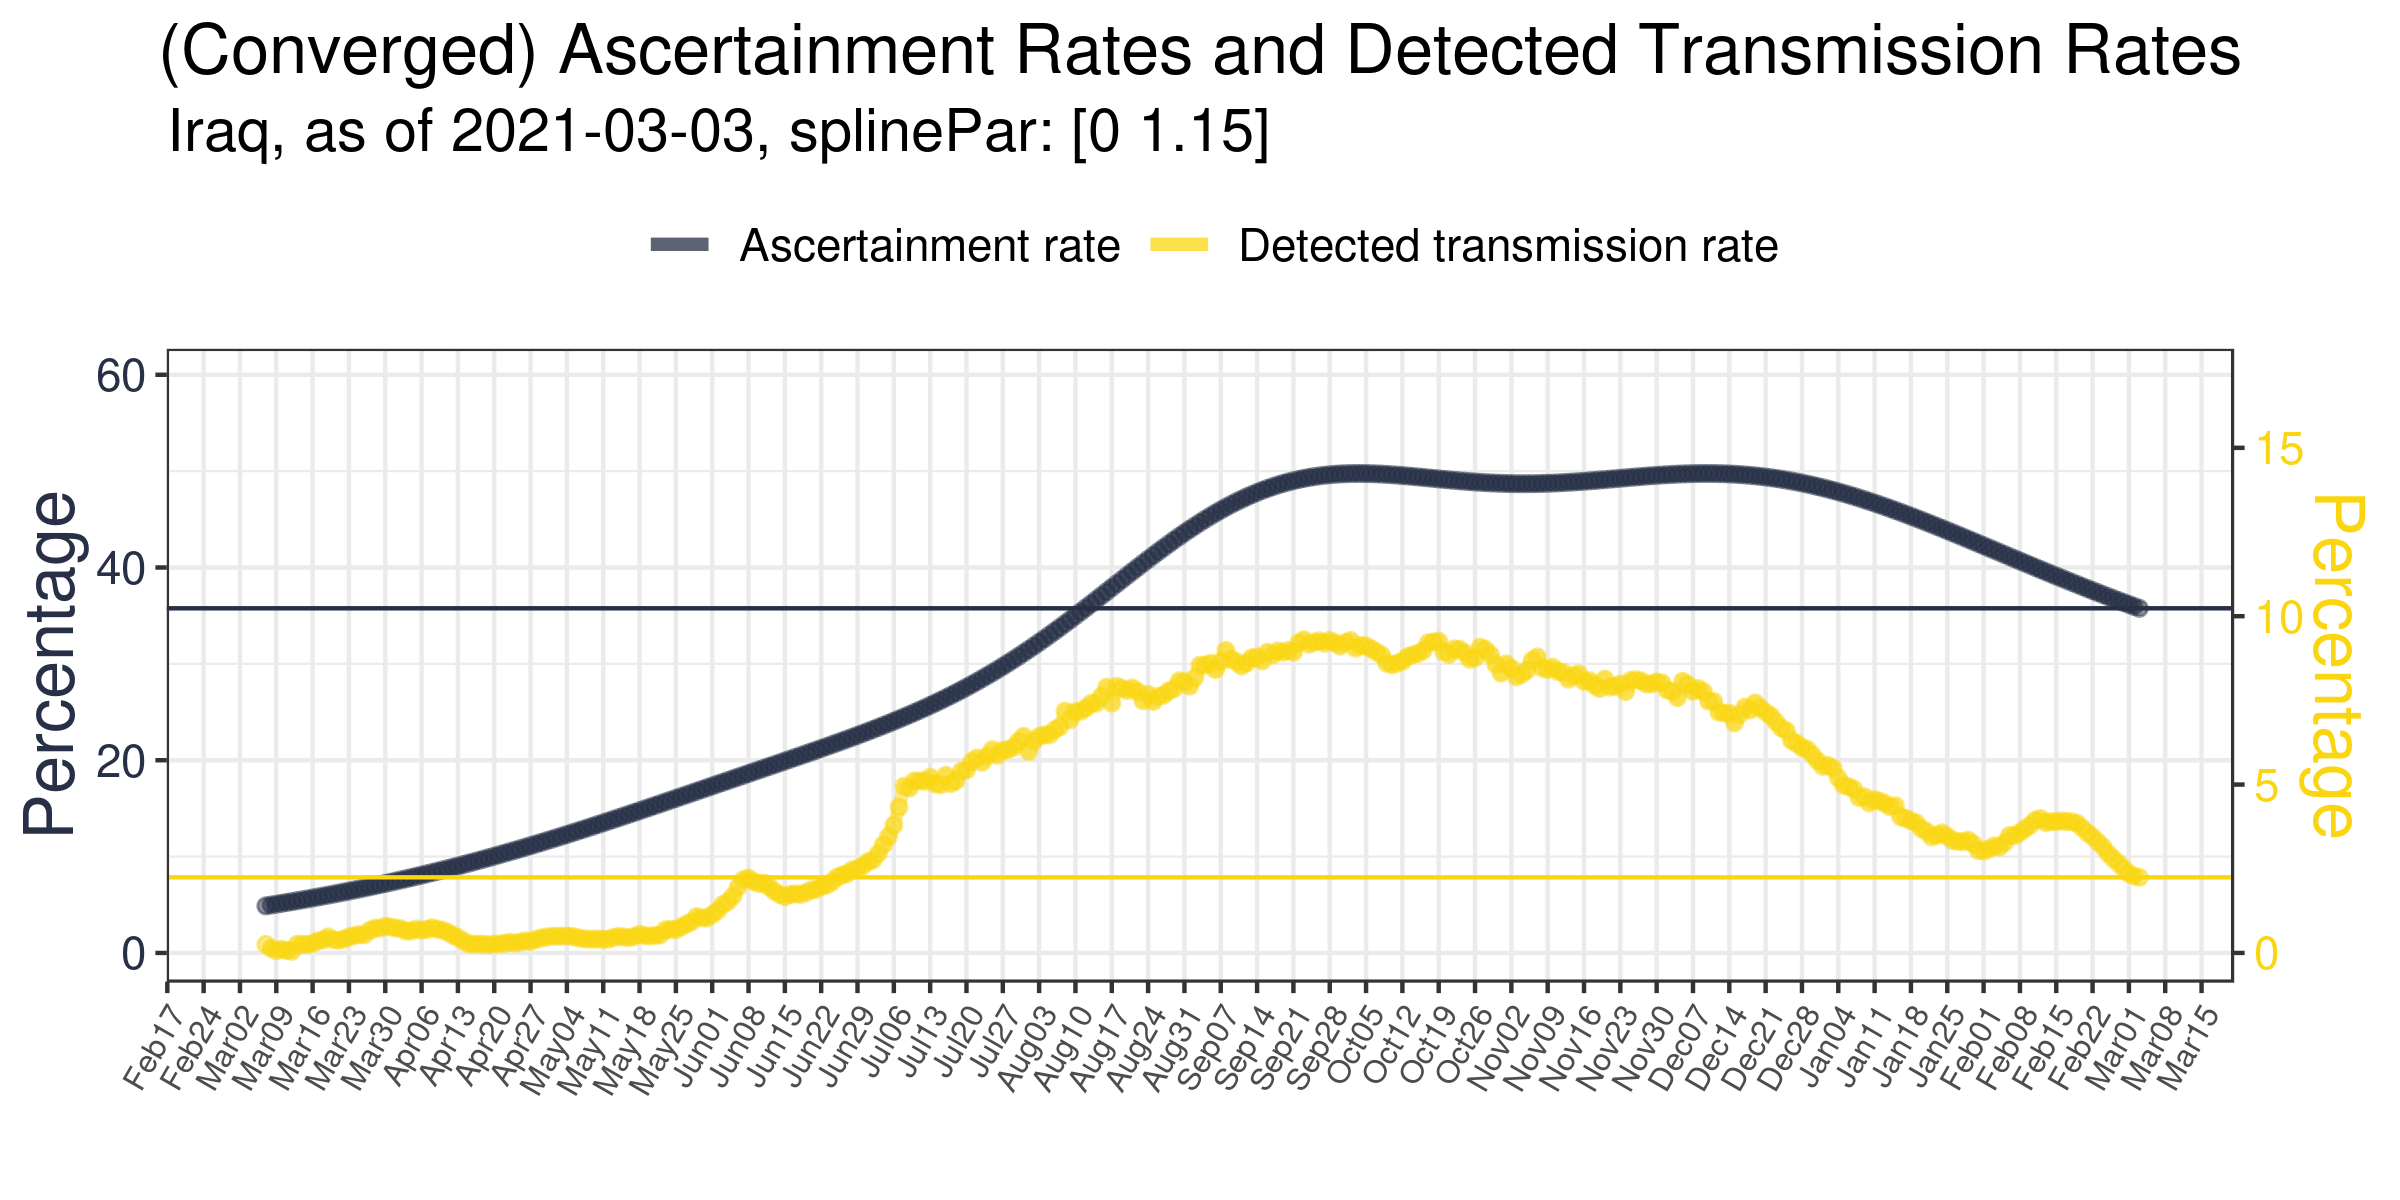 (Converged) Ascertainment Rates and Detected Transmission Rates
Iraq, as of 2021-03-03, splinePar: [0 1.15]
Ascertainment rate
Detected transmission rate
Percentage
60
40
20
0
15
10
5
0
Percentage
Feb17
Feb24
Mar02
Mar09
Mar16
Mar23
Mar30
Apr06
Apr13
Apr20
Apr27
May04
May11
May18
May25
Jun01
Jun08
Jun15
Jun22
Jun29
Jul06
Jul13
Jul20
Jul27
Aug03
Aug10
Aug17
Aug24
Aug31
Sep07
Sep14
Sep21
Sep28
Oct05
Oct12
Oct19
Oct26
Nov02
Nov09
Nov16
Nov23
Nov30
Dec07
Dec14
Dec21
Dec28
Jan04
Jan11
Jan18
Jan25
Feb01
Feb08
Feb15
Feb22
Mar01
Mar08
Mar15